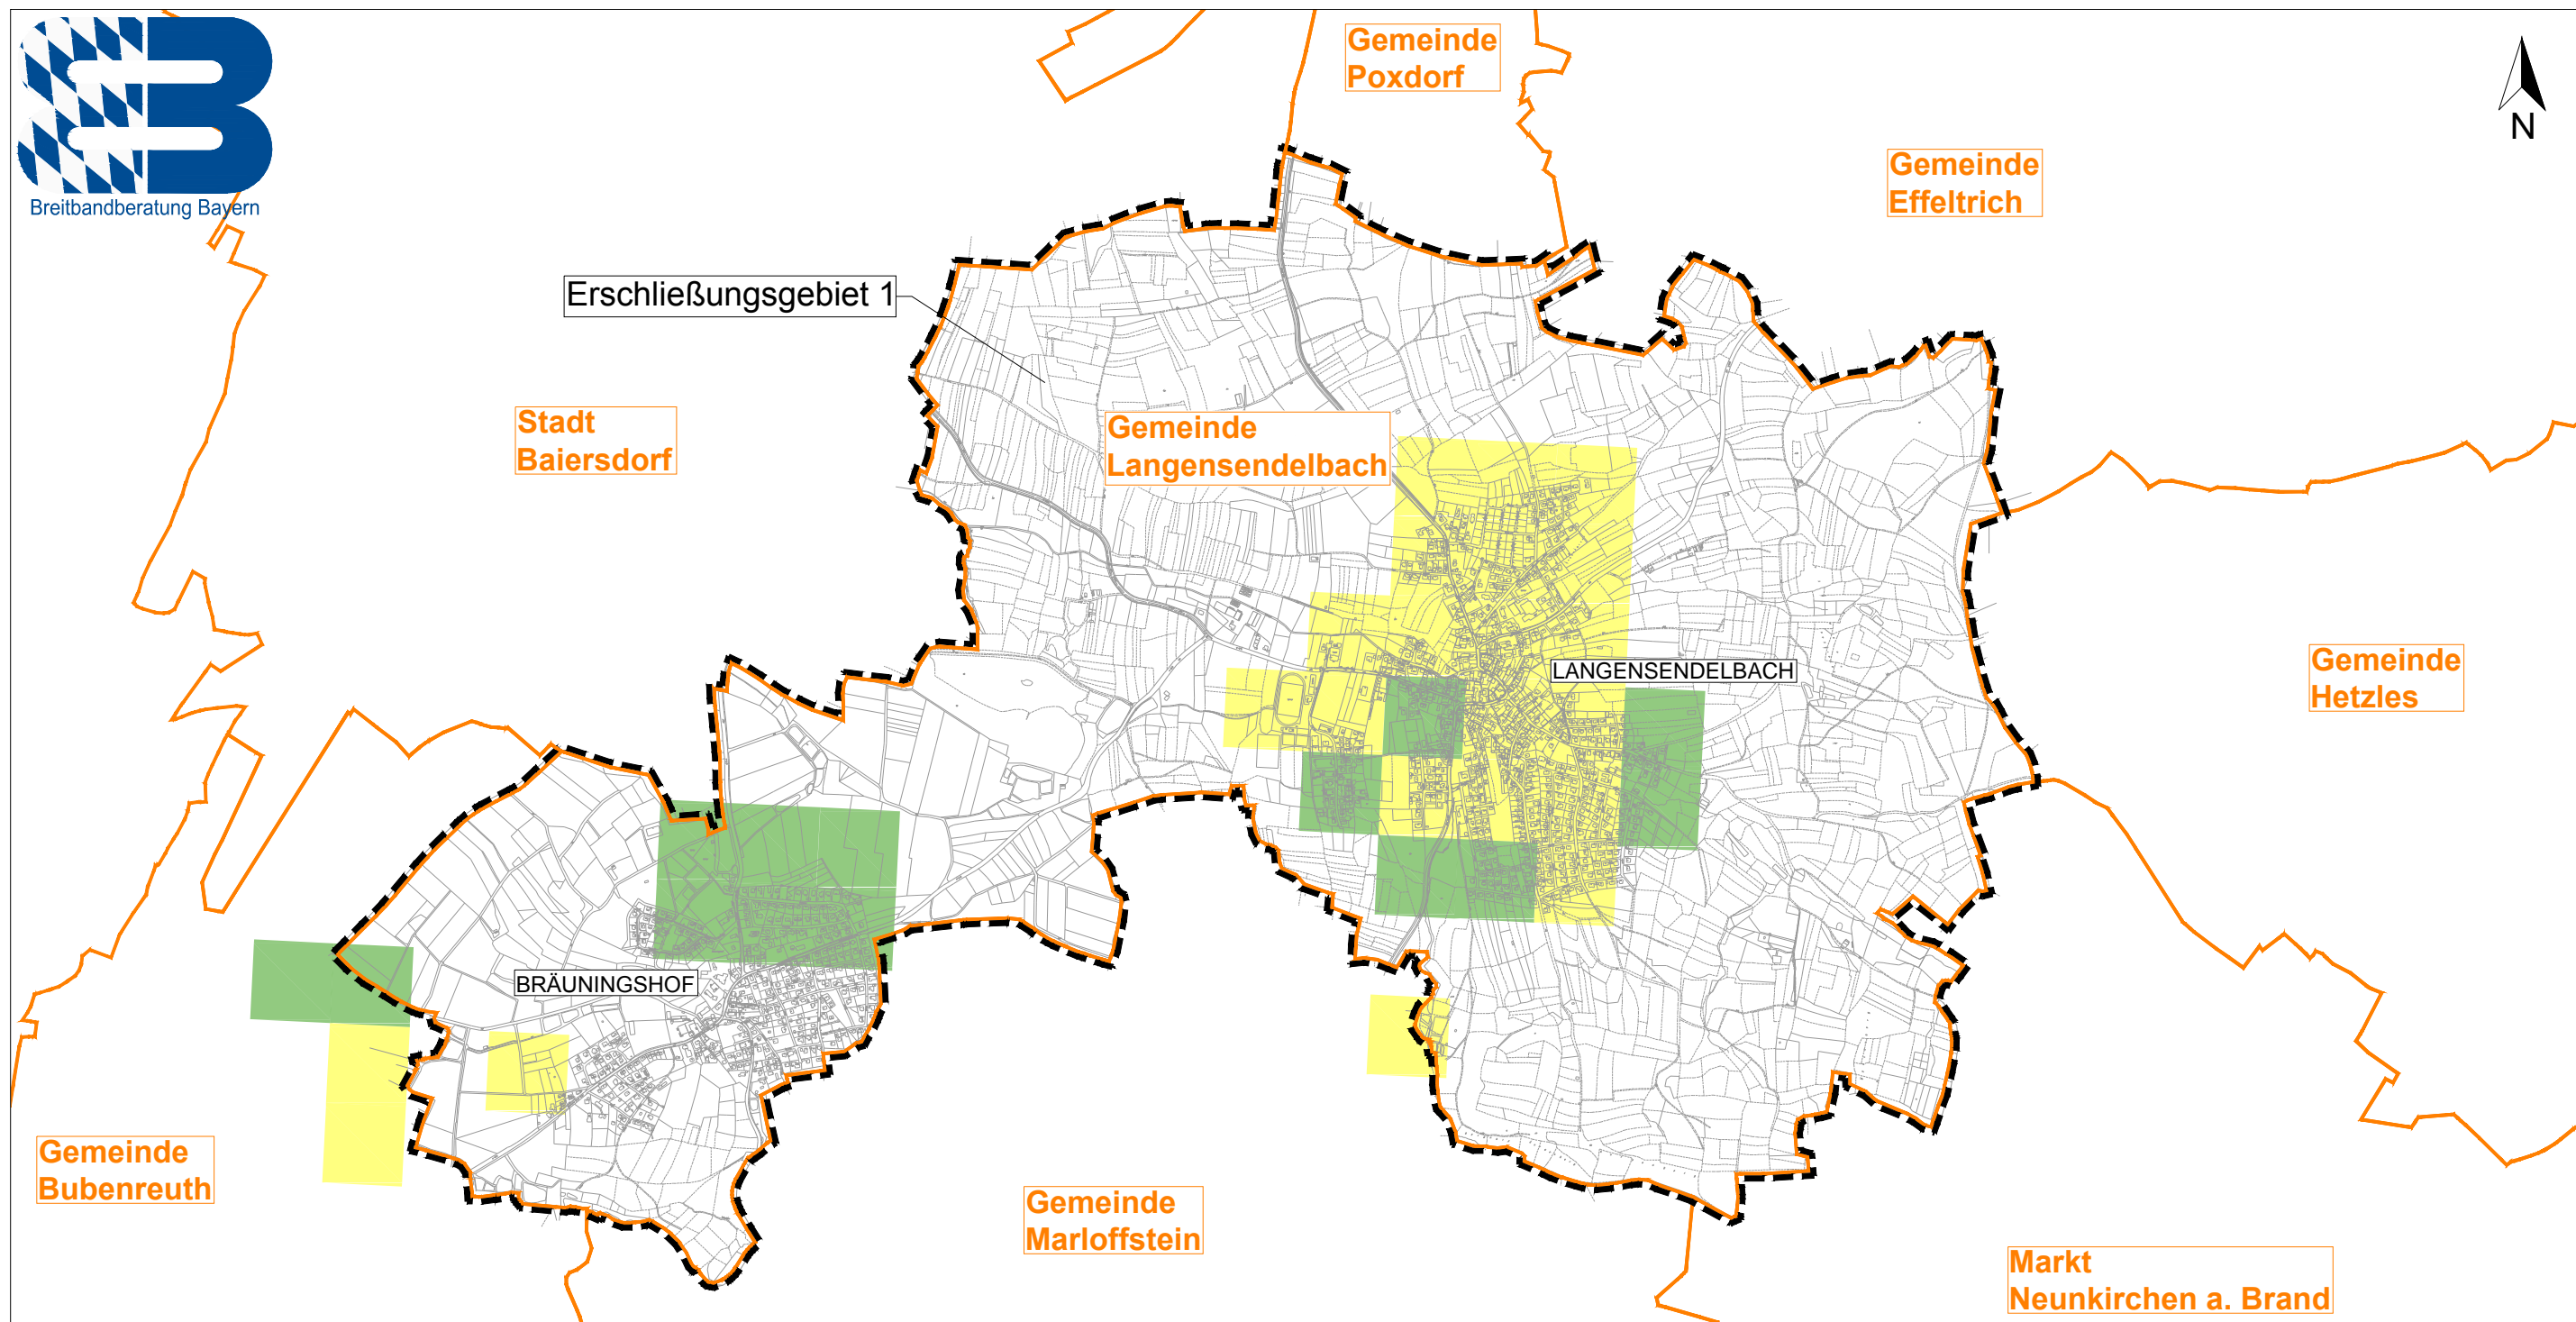 Breitbandberatung Bayern
Gemeinde
Poxdorf
N
Gemeinde
Effeltrich
Erschließungsgebiet 1
Stadt
Baiersdorf
Gemeinde
Langensendelbach
LANGENSENDELBACH
Gemeinde
Hetzles
BRÄUNINGSHOF
Gemeinde
Bubenreuth
Gemeinde
Marloffstein
Markt
Neunkirchen a. Brand